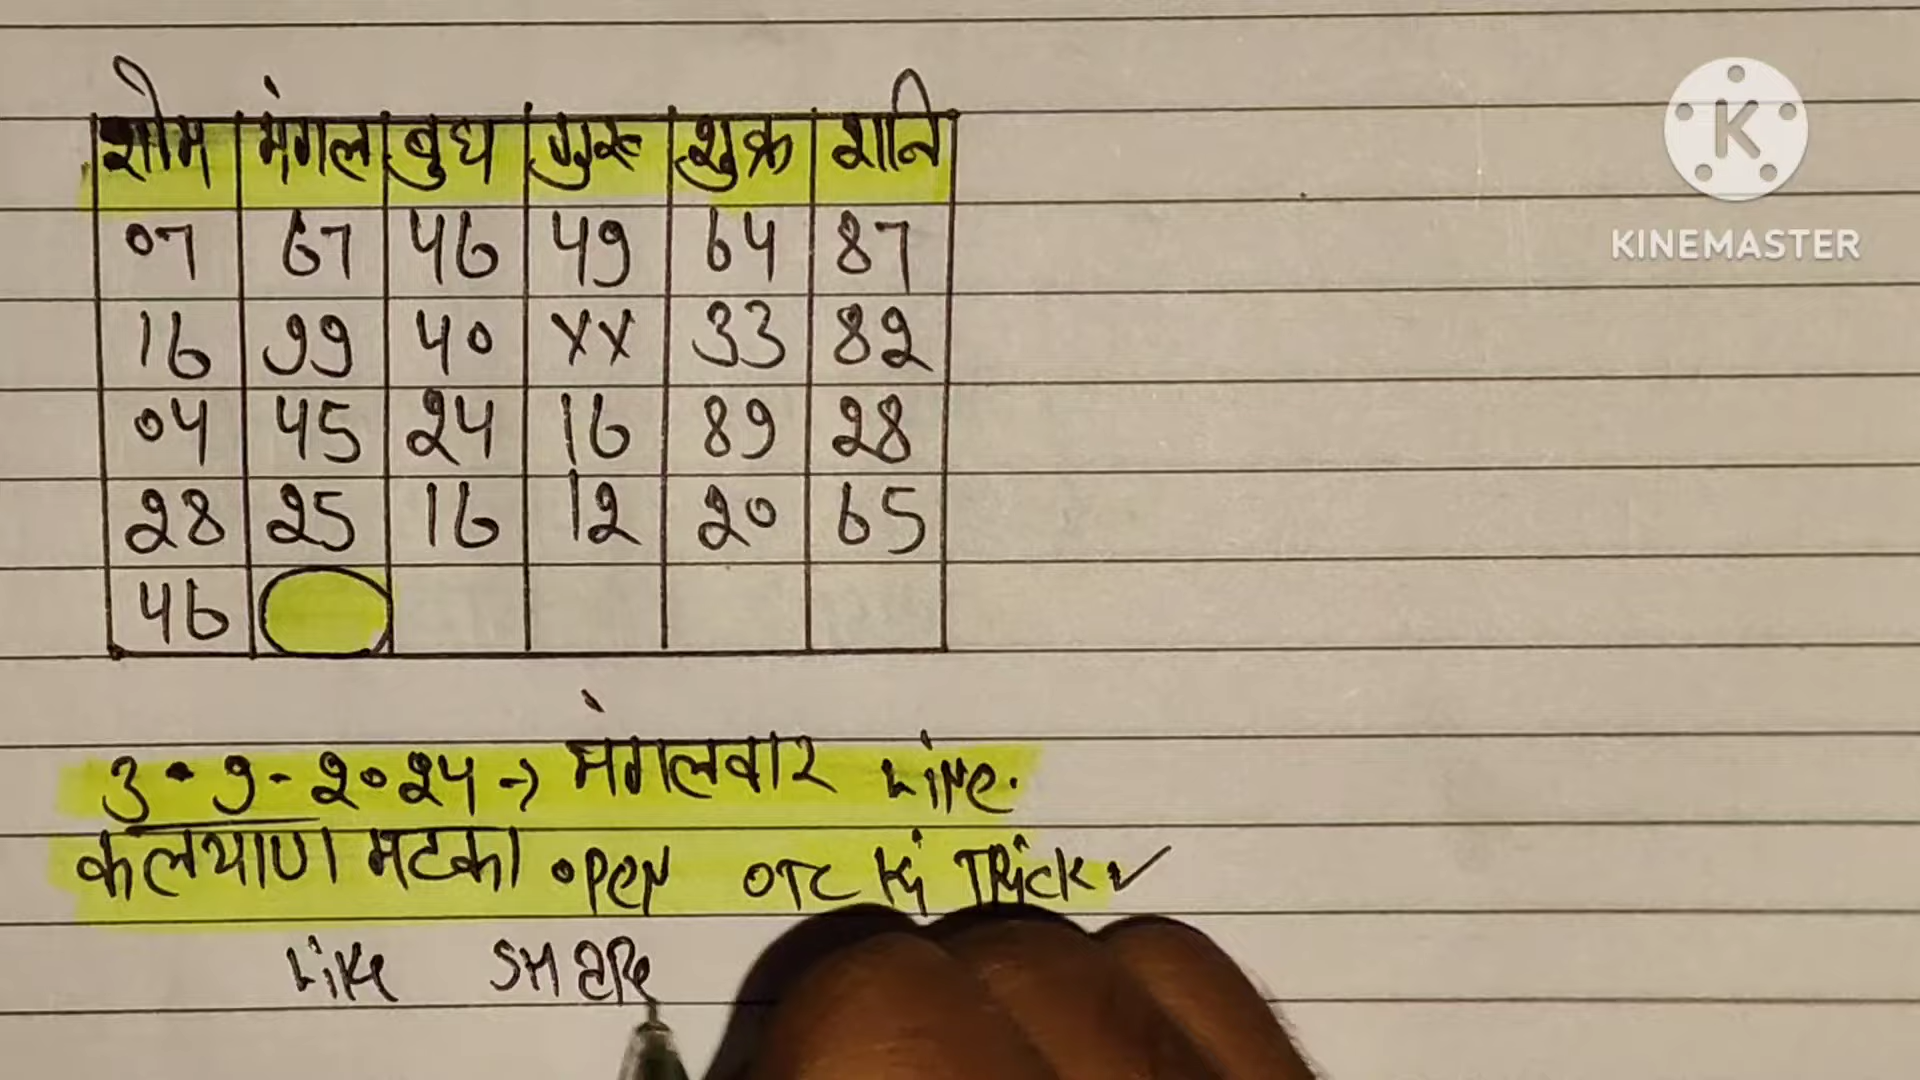 शोम मंगल बुध गुरु शुक्र शनि
07 67 46 49 64 87
16 99 40 XX 33 82
04 45 24 16 89 28
28 25 16 12 20 65
46
3-9-2024→ मंगलवार Line.
कलयाण मटका OPEN OTC Ki TRiCK ✓
Like SHARE
K
KINEMASTER